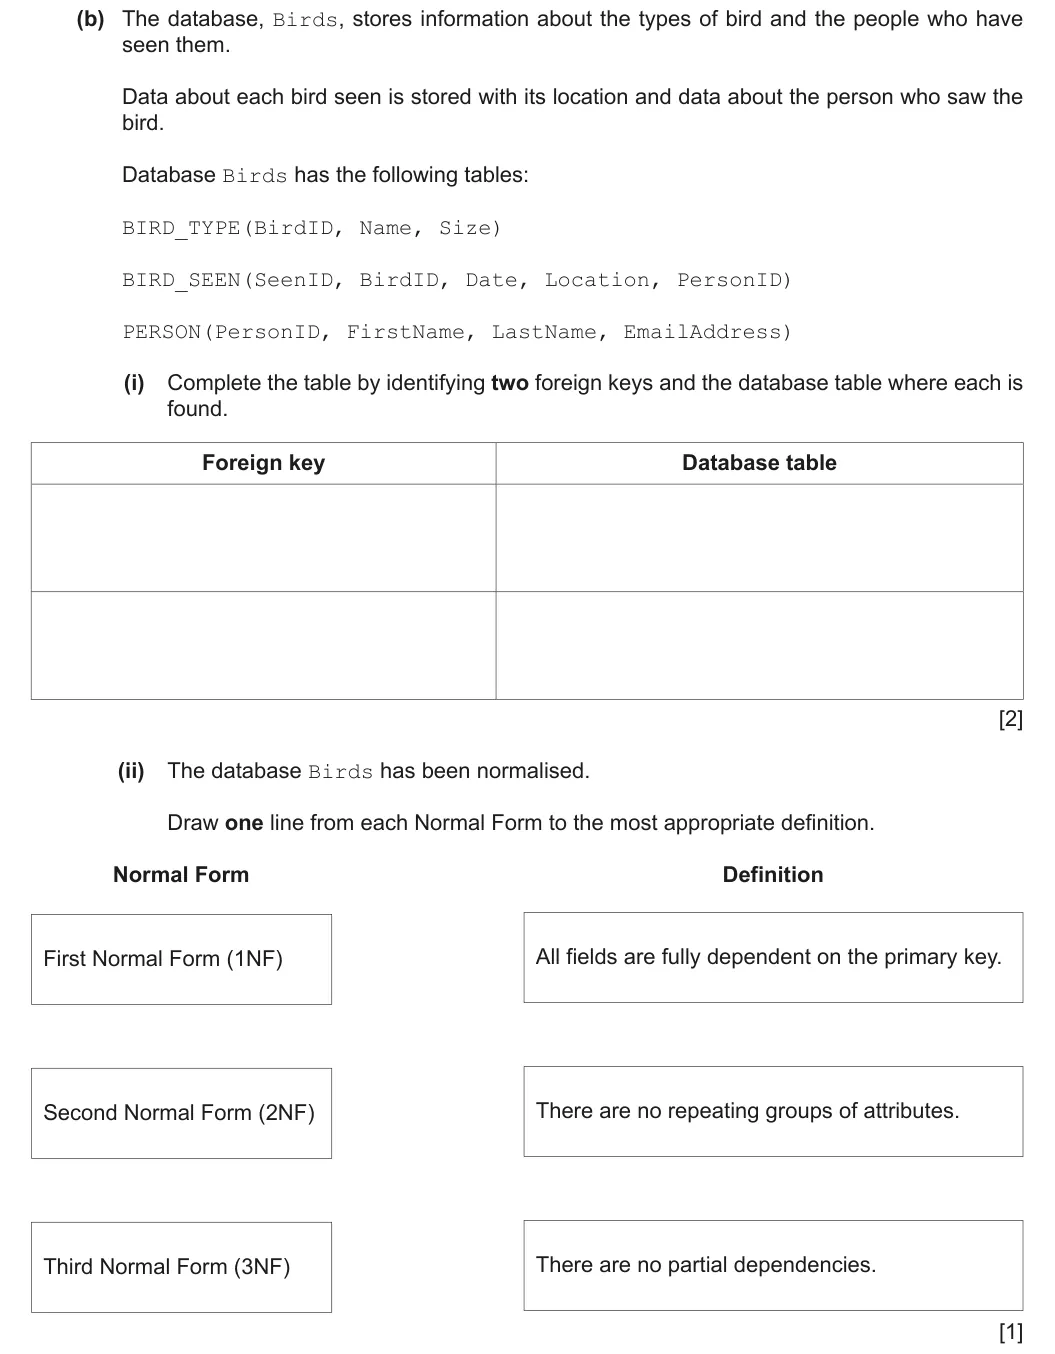 (b) The database, Birds, stores information about the types of bird and the people who have
seen them.
Data about each bird seen is stored with its location and data about the person who saw the
bird.
Database Birds has the following tables:
BIRD_TYPE(BirdID, Name, Size)
BIRD_SEEN(SeenID, BirdID, Date, Location, PersonID)
PERSON(PersonID, FirstName, LastName, EmailAddress)
(i) Complete the table by identifying two foreign keys and the database table where each is
found.
Foreign key Database table
[2]
(ii) The database Birds has been normalised.
Draw one line from each Normal Form to the most appropriate definition.
Normal Form Definition
First Normal Form (1NF) All fields are fully dependent on the primary key.
Second Normal Form (2NF) There are no repeating groups of attributes.
Third Normal Form (3NF) There are no partial dependencies.
[1]